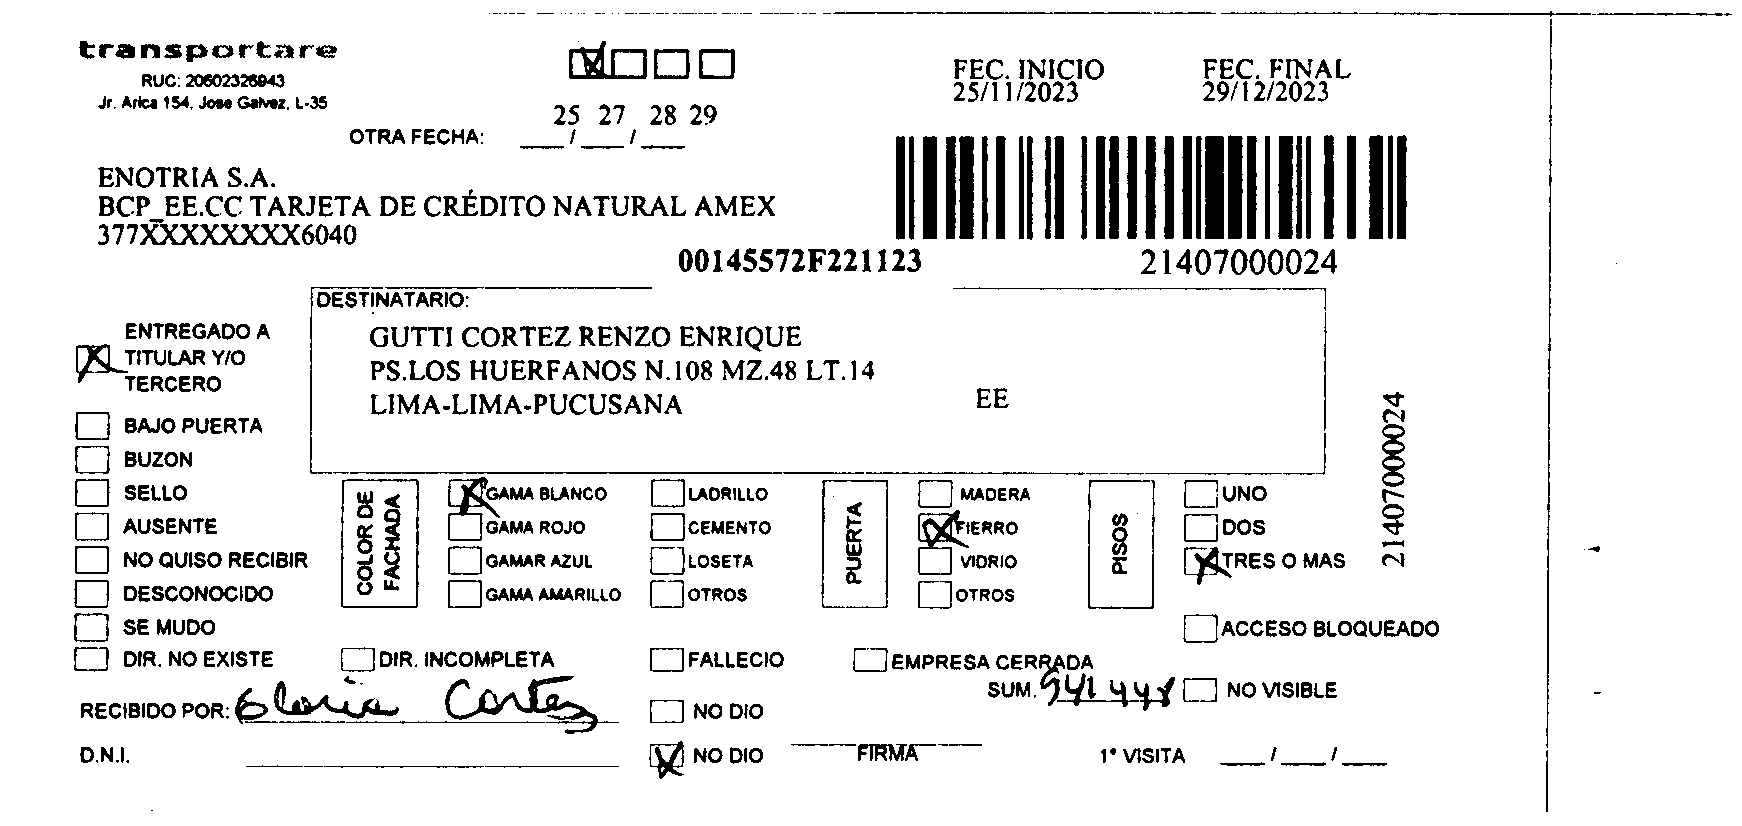 transportare
RUC: 20602326943
Jr. Arica 154, Jose Galvez, L-35
25 27 28 29
OTRA FECHA: ___/___/___
FEC. INICIO
25/11/2023
FEC. FINAL
29/12/2023
ENOTRIA S.A.
BCP_EE.CC TARJETA DE CRÉDITO NATURAL AMEX
377XXXXXXXX6040
00145572F221123
21407000024
DESTINATARIO:
GUTTI CORTEZ RENZO ENRIQUE
PS.LOS HUERFANOS N.108 MZ.48 LT.14
LIMA-LIMA-PUCUSANA
EE
21407000024
ENTREGADO A
TITULAR Y/O
TERCERO
BAJO PUERTA
BUZON
SELLO
AUSENTE
NO QUISO RECIBIR
DESCONOCIDO
SE MUDO
DIR. NO EXISTE
COLOR DE
FACHADA
GAMA BLANCO
GAMA ROJO
GAMAR AZUL
GAMA AMARILLO
LADRILLO
CEMENTO
LOSETA
OTROS
PUERTA
MADERA
FIERRO
VIDRIO
OTROS
PISOS
UNO
DOS
TRES O MAS
ACCESO BLOQUEADO
DIR. INCOMPLETA
FALLECIO
EMPRESA CERRADA
SUM. 941448
NO VISIBLE
RECIBIDO POR: Gloria Cortez
NO DIO
D.N.I.
NO DIO
FIRMA
1° VISITA ___/___/___